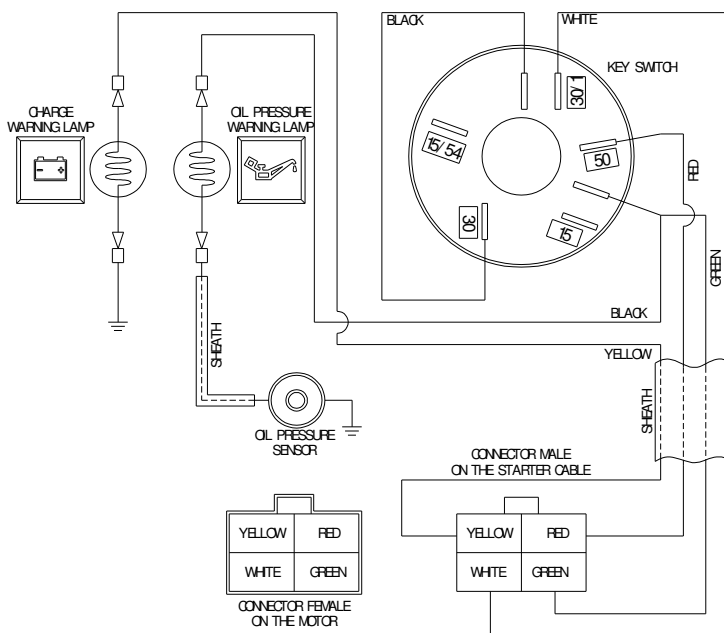 BLACK
WHITE
KEY SWITCH
CHARGE
WARNING LAMP
OIL PRESSURE
WARNING LAMP
30/1
15/54
50
RED
30
15
GREEN
BLACK
YELLOW
SHEATH
SHEATH
OIL PRESSURE
SENSOR
CONNECTOR MALE
ON THE STARTER CABLE
YELLOW RED
WHITE GREEN
CONNECTOR FEMALE
ON THE MOTOR
YELLOW RED
WHITE GREEN